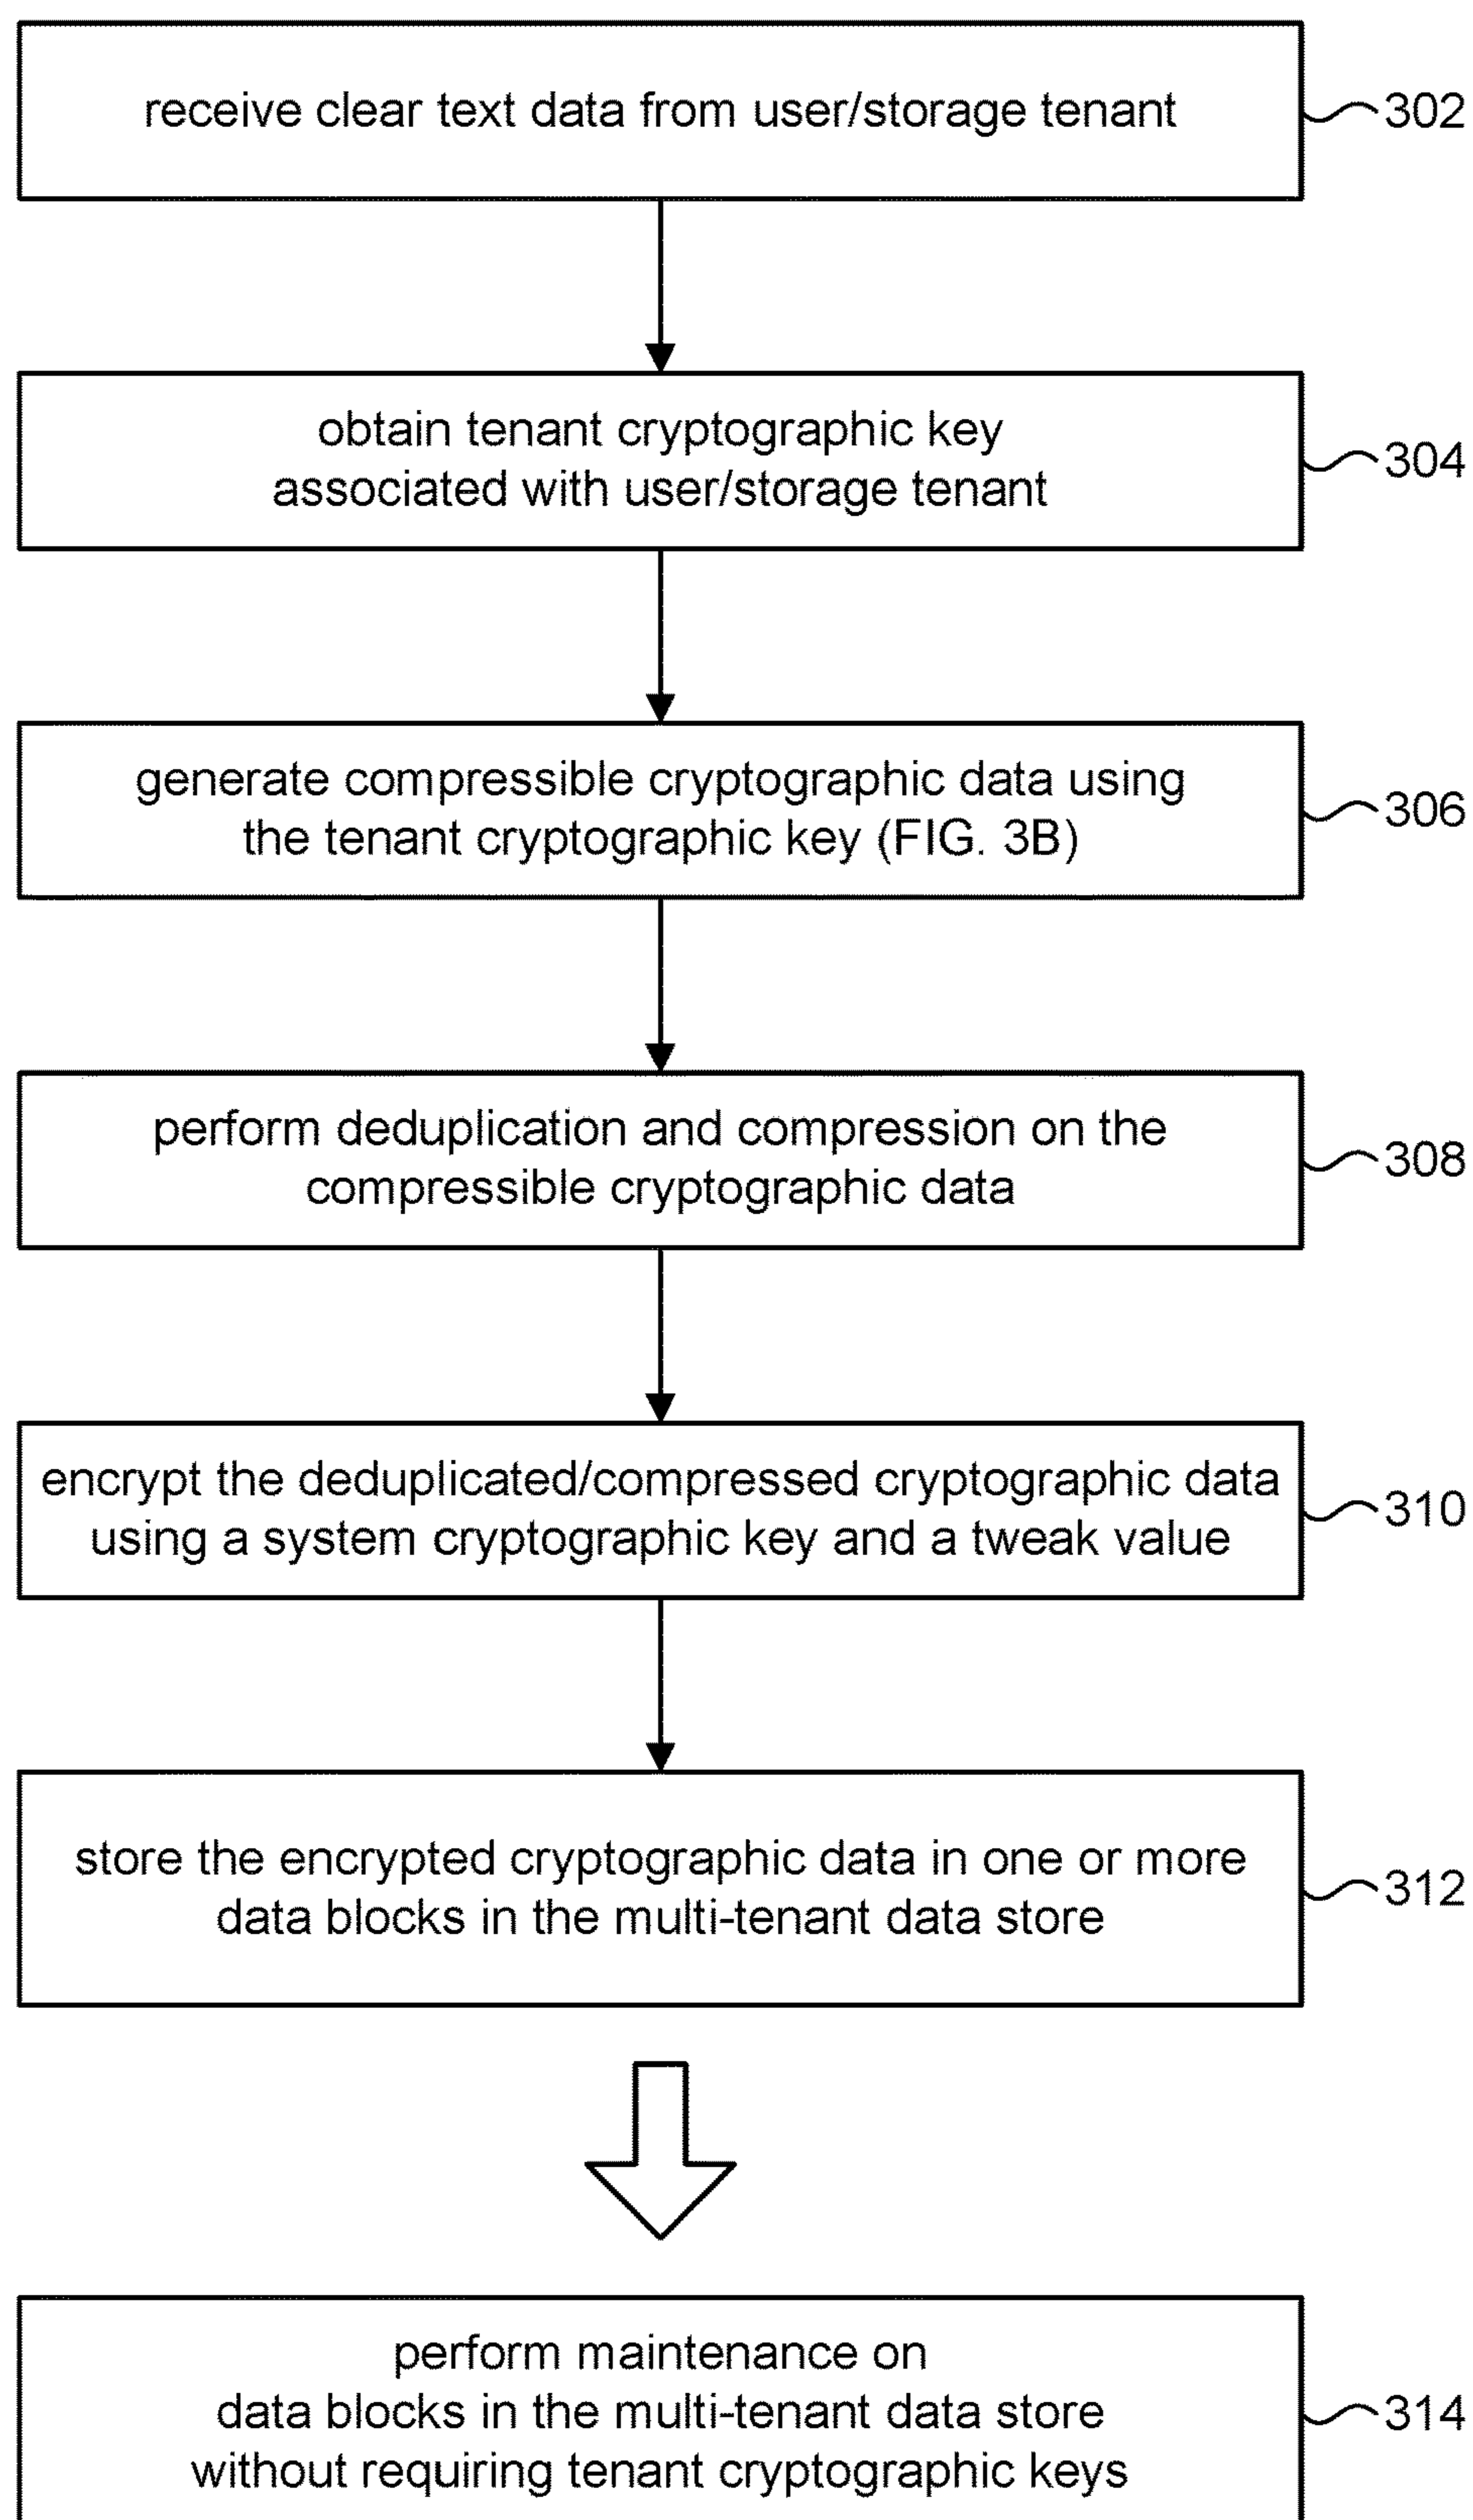 receive clear text data from user/storage tenant
302
obtain tenant cryptographic key
associated with user/storage tenant
304
generate compressible cryptographic data using
the tenant cryptographic key (FIG. 3B)
306
perform deduplication and compression on the
compressible cryptographic data
308
encrypt the deduplicated/compressed cryptographic data
using a system cryptographic key and a tweak value
310
store the encrypted cryptographic data in one or more
data blocks in the multi-tenant data store
312
perform maintenance on
data blocks in the multi-tenant data store
without requiring tenant cryptographic keys
314